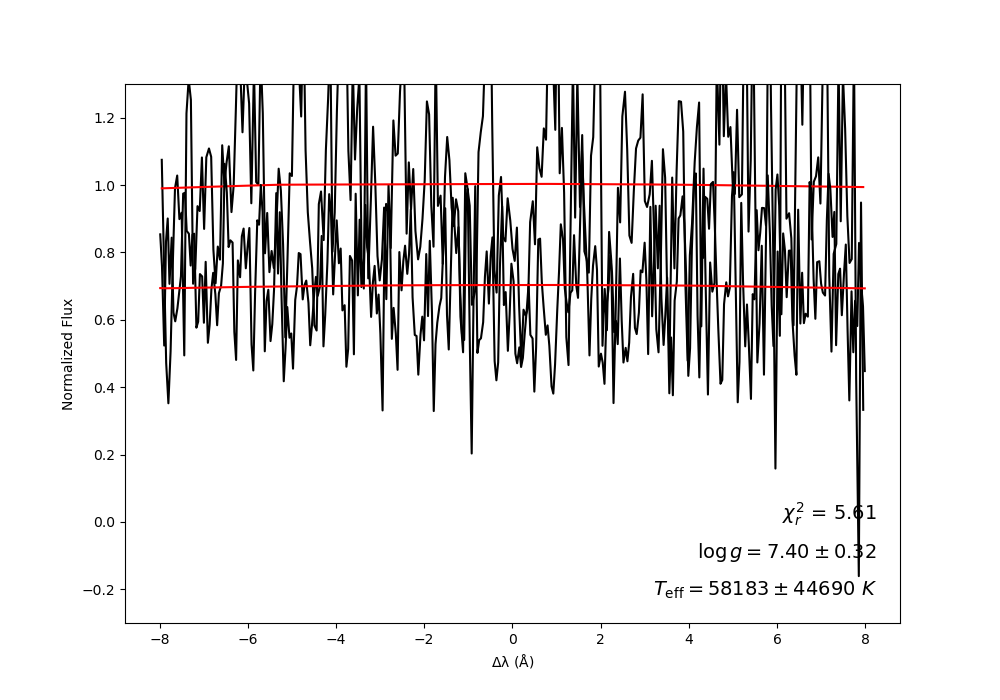 1.2
1.0
0.8
0.6
0.4
0.2
0.0
−0.2
Normalized Flux
χ²ᵣ = 5.61
log g = 7.40 ± 0.32
T_eff = 58183 ± 44690 K
−8 −6 −4 −2 0 2 4 6 8
Δλ (Å)